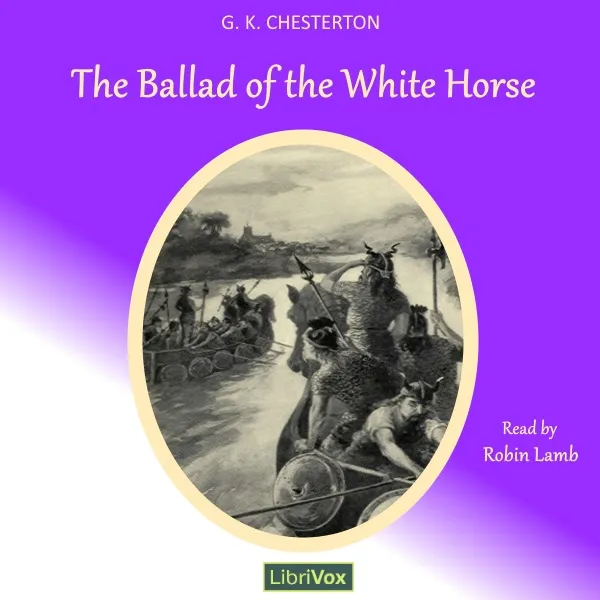 G. K. CHESTERTON
The Ballad of the White Horse
Read by
Robin Lamb
LibriVox